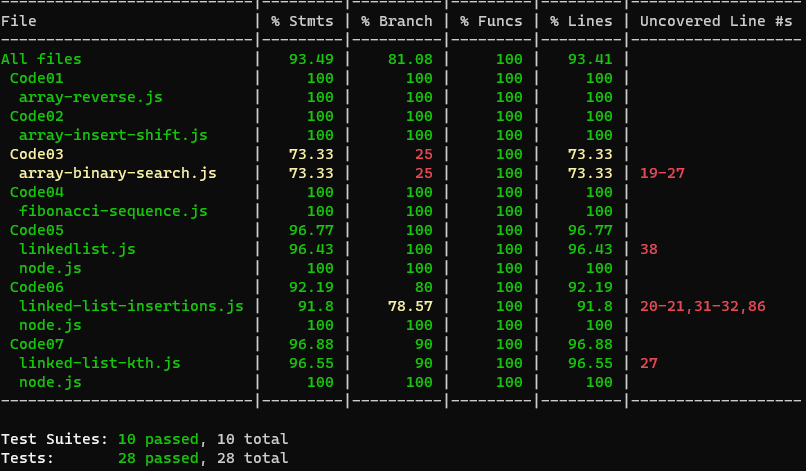 ---------------------------|---------|----------|---------|---------|-------------------
File                       | % Stmts | % Branch | % Funcs | % Lines | Uncovered Line #s
---------------------------|---------|----------|---------|---------|-------------------
All files                  |   93.49 |    81.08 |     100 |   93.41 |
 Code01                    |     100 |      100 |     100 |     100 |
  array-reverse.js         |     100 |      100 |     100 |     100 |
 Code02                    |     100 |      100 |     100 |     100 |
  array-insert-shift.js    |     100 |      100 |     100 |     100 |
 Code03                    |   73.33 |       25 |     100 |   73.33 |
  array-binary-search.js   |   73.33 |       25 |     100 |   73.33 | 19-27
 Code04                    |     100 |      100 |     100 |     100 |
  fibonacci-sequence.js    |     100 |      100 |     100 |     100 |
 Code05                    |   96.77 |      100 |     100 |   96.77 |
  linkedlist.js            |   96.43 |      100 |     100 |   96.43 | 38
  node.js                  |     100 |      100 |     100 |     100 |
 Code06                    |   92.19 |       80 |     100 |   92.19 |
  linked-list-insertions.js |    91.8 |    78.57 |     100 |    91.8 | 20-21,31-32,86
  node.js                  |     100 |      100 |     100 |     100 |
 Code07                    |   96.88 |       90 |     100 |   96.88 |
  linked-list-kth.js       |   96.55 |       90 |     100 |   96.55 | 27
  node.js                  |     100 |      100 |     100 |     100 |
---------------------------|---------|----------|---------|---------|-------------------
Test Suites: 10 passed, 10 total
Tests:       28 passed, 28 total